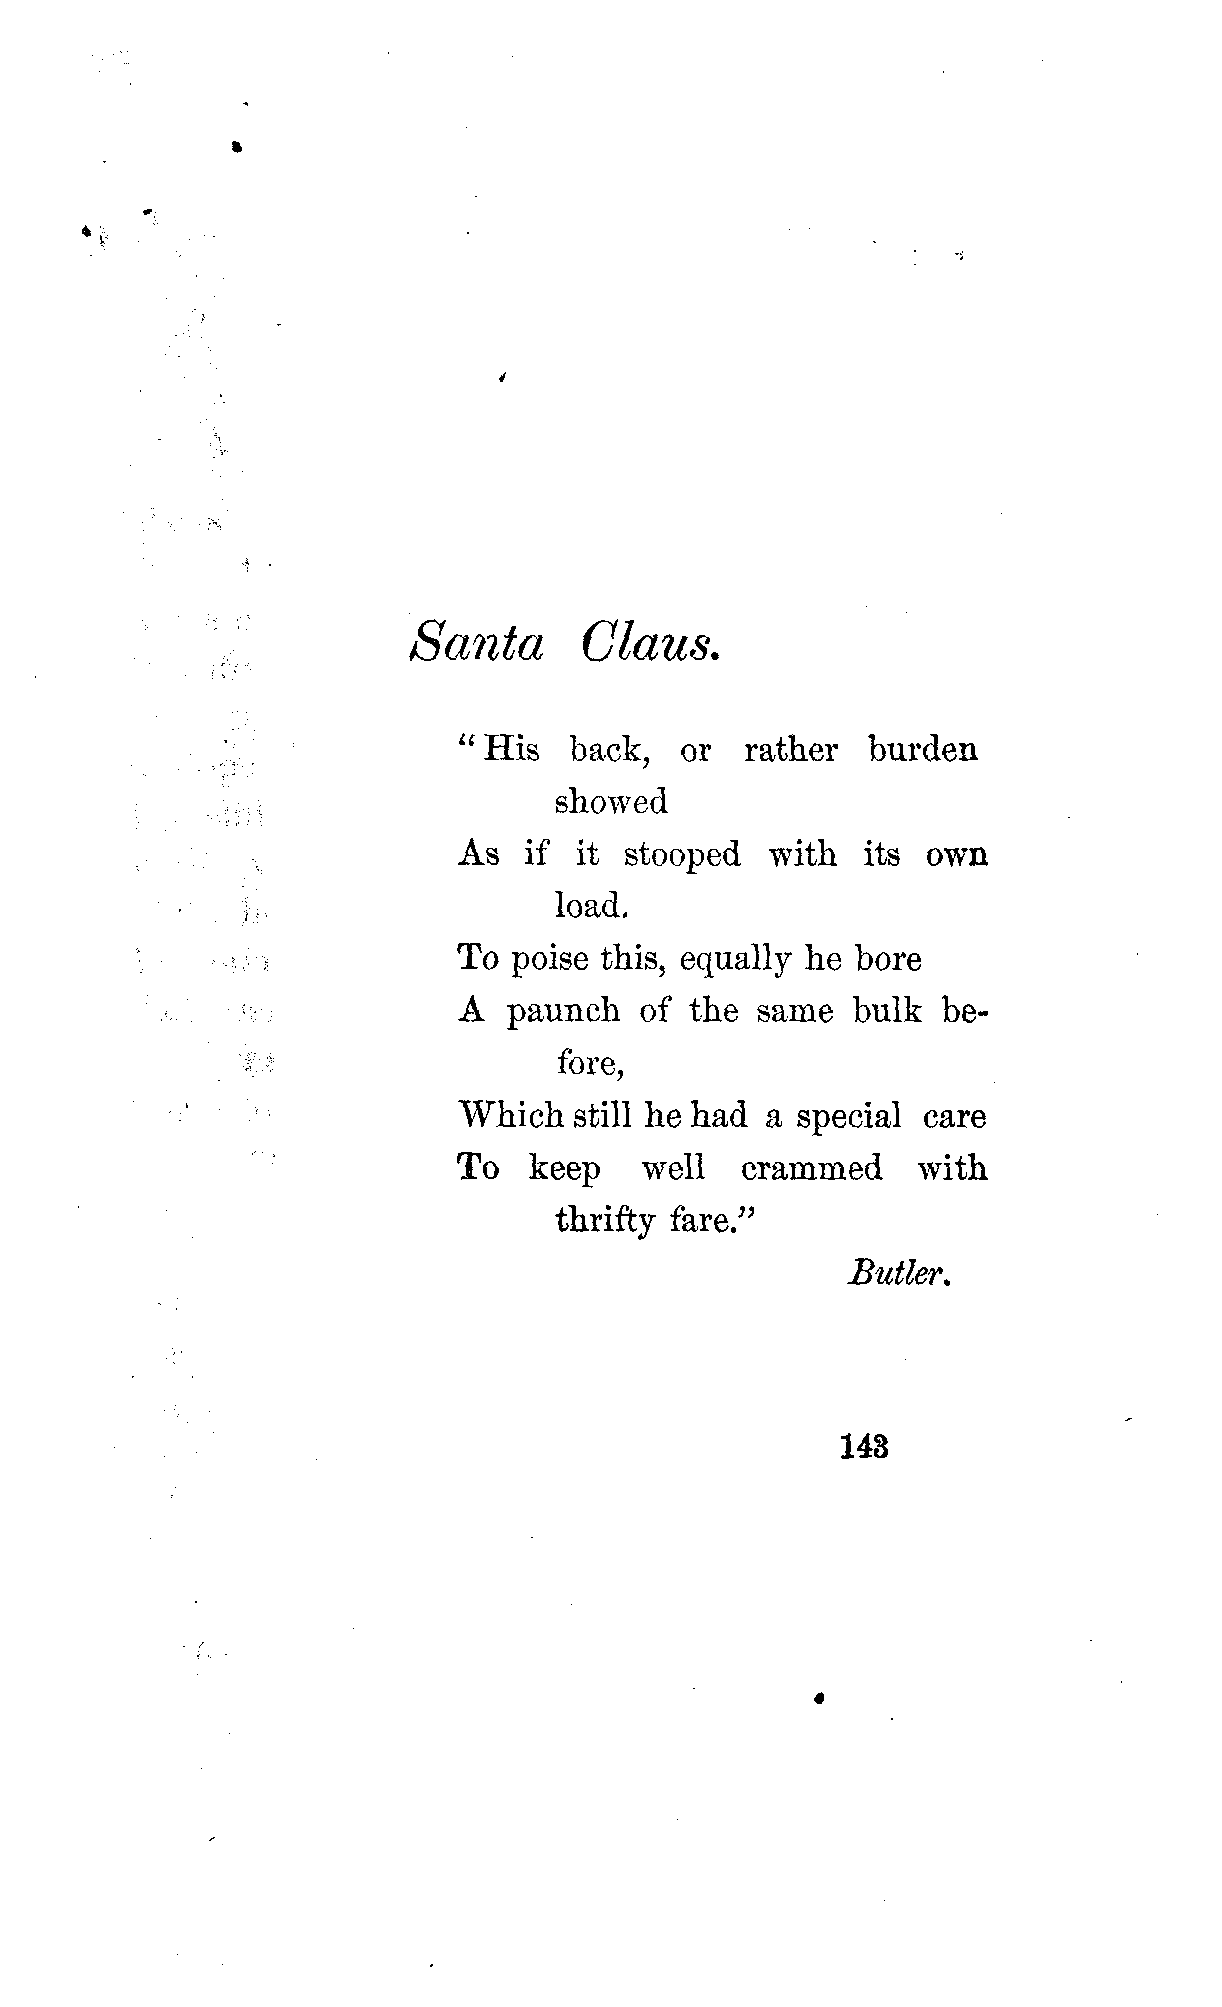 Santa Claus.
"His back, or rather burden
showed
As if it stooped with its own
load.
To poise this, equally he bore
A paunch of the same bulk be-
fore,
Which still he had a special care
To keep well crammed with
thrifty fare."
Butler.
143